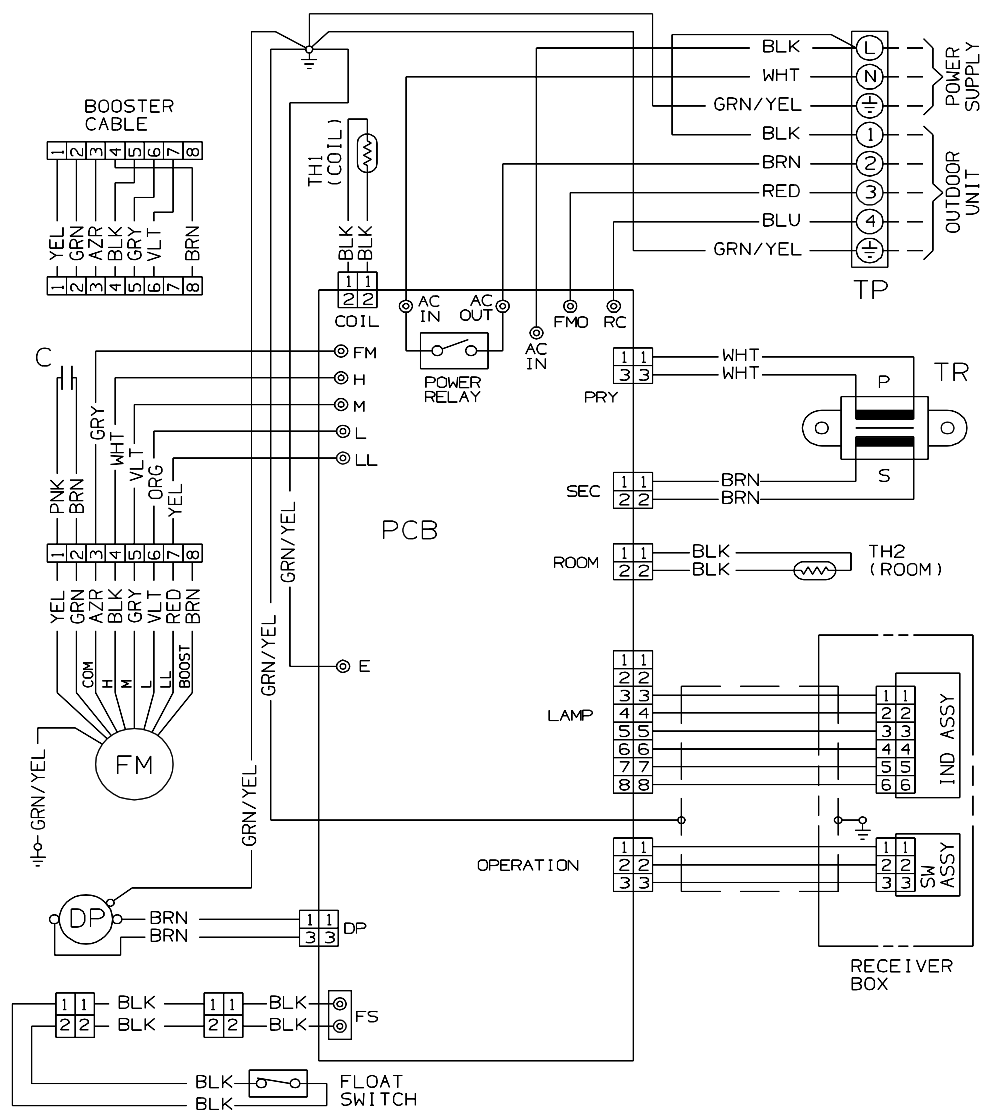 BLK L
WHT N
GRN/YEL
BLK 1
BRN 2
RED 3
BLU 4
GRN/YEL
POWER
SUPPLY
OUTDOOR
UNIT
TP
BOOSTER
CABLE
1 2 3 4 5 6 7 8
YEL GRN AZR BLK GRY VLT BRN
1 2 3 4 5 6 7 8
TH1
(COIL)
BLK BLK
1 1
2 2
COIL
AC
IN
AC
OUT
AC
IN
FMO
RC
POWER
RELAY
C
FM
H
M
L
LL
PNK BRN GRY WHT VLT ORG YEL
1 2 3 4 5 6 7 8
YEL GRN AZR BLK GRY VLT RED BRN
COM H M L LL BOOST
FM
GRN/YEL
GRN/YEL
GRN/YEL
GRN/YEL
PCB
E
1 1 WHT
3 3 WHT
PRY
TR
P
S
SEC
1 1 BRN
2 2 BRN
ROOM
1 1 BLK
2 2 BLK
TH2
(ROOM)
LAMP
1 1
2 2
3 3
4 4
5 5
6 6
7 7
8 8
1 1
2 2
3 3
4 4
5 5
6 6
IND ASSY
OPERATION
1 1
2 2
3 3
1 1
2 2
3 3
SW
ASSY
RECEIVER
BOX
DP
BRN 1 1
BRN 3 3
DP
1 1 BLK 1 1 BLK
2 2 BLK 2 2 BLK
FS
BLK
BLK
FLOAT
SWITCH